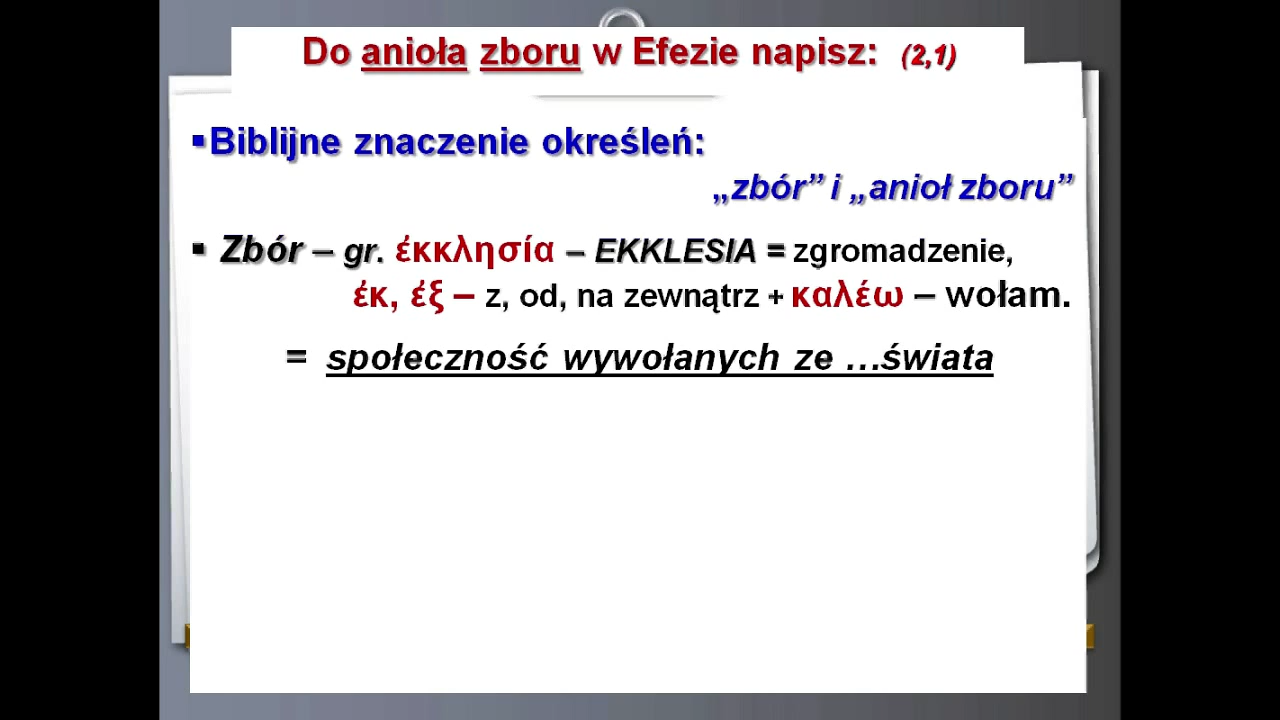 Do anioła zboru w Efezie napisz: (2,1)
▪Biblijne znaczenie określeń:
„zbór” i „anioł zboru”
▪ Zbór – gr. έκκλησία – EKKLESIA = zgromadzenie,
έκ, έξ – z, od, na zewnątrz + καλέω – wołam.
= społeczność wywołanych ze ...świata